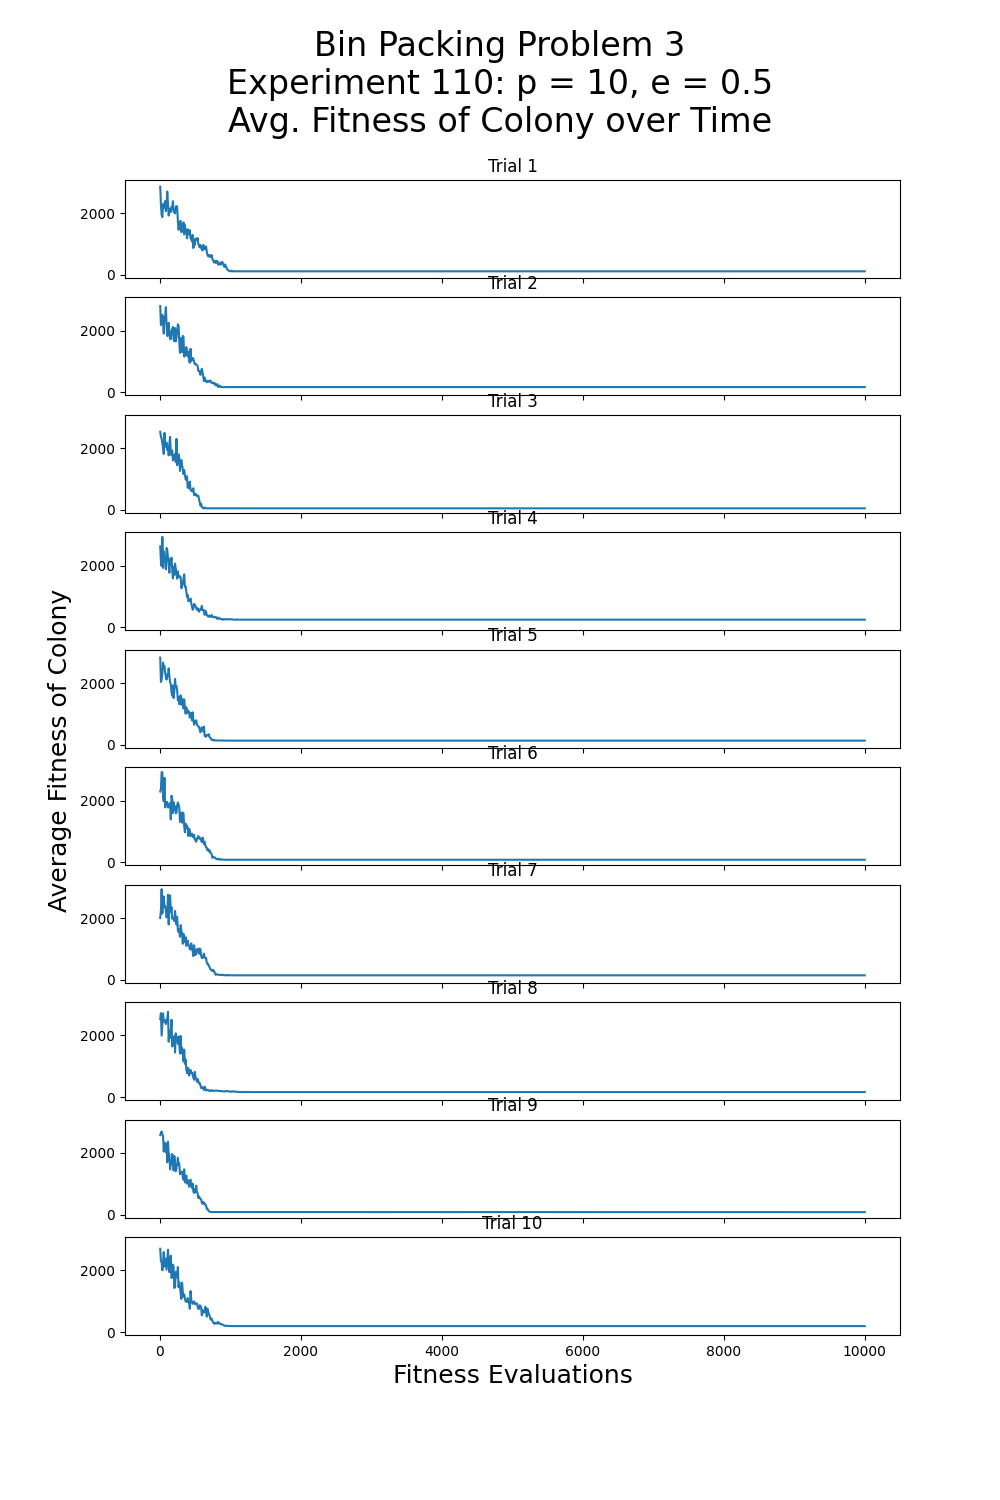 Bin Packing Problem 3
Experiment 110: p = 10, e = 0.5
Avg. Fitness of Colony over Time
Trial 1
2000
0
Trial 2
2000
0
Trial 3
2000
0
Trial 4
2000
0
Trial 5
2000
0
Trial 6
2000
0
Trial 7
2000
0
Trial 8
2000
0
Trial 9
2000
0
Trial 10
2000
0
0 2000 4000 6000 8000 10000
Fitness Evaluations
Average Fitness of Colony